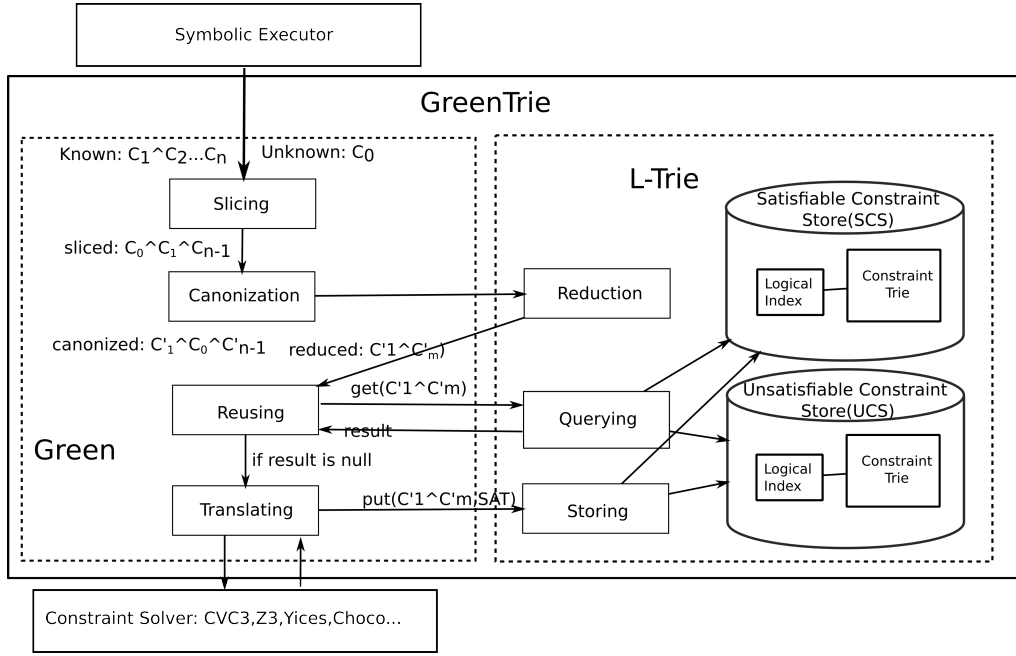 Symbolic Executor
GreenTrie
Known: C1^C2...Cn
Unknown: C0
Slicing
sliced: C0^C1^Cn-1
Canonization
canonized: C'1^C0^C'n-1
Green
Reusing
if result is null
Translating
L-Trie
Reduction
reduced: C'1^C'm)
get(C'1^C'm)
result
Querying
put(C'1^C'm,SAT)
Storing
Satisfiable Constraint
Store(SCS)
Logical
Index
Constraint
Trie
Unsatisfiable Constraint
Store(UCS)
Logical
Index
Constraint
Trie
Constraint Solver: CVC3,Z3,Yices,Choco...